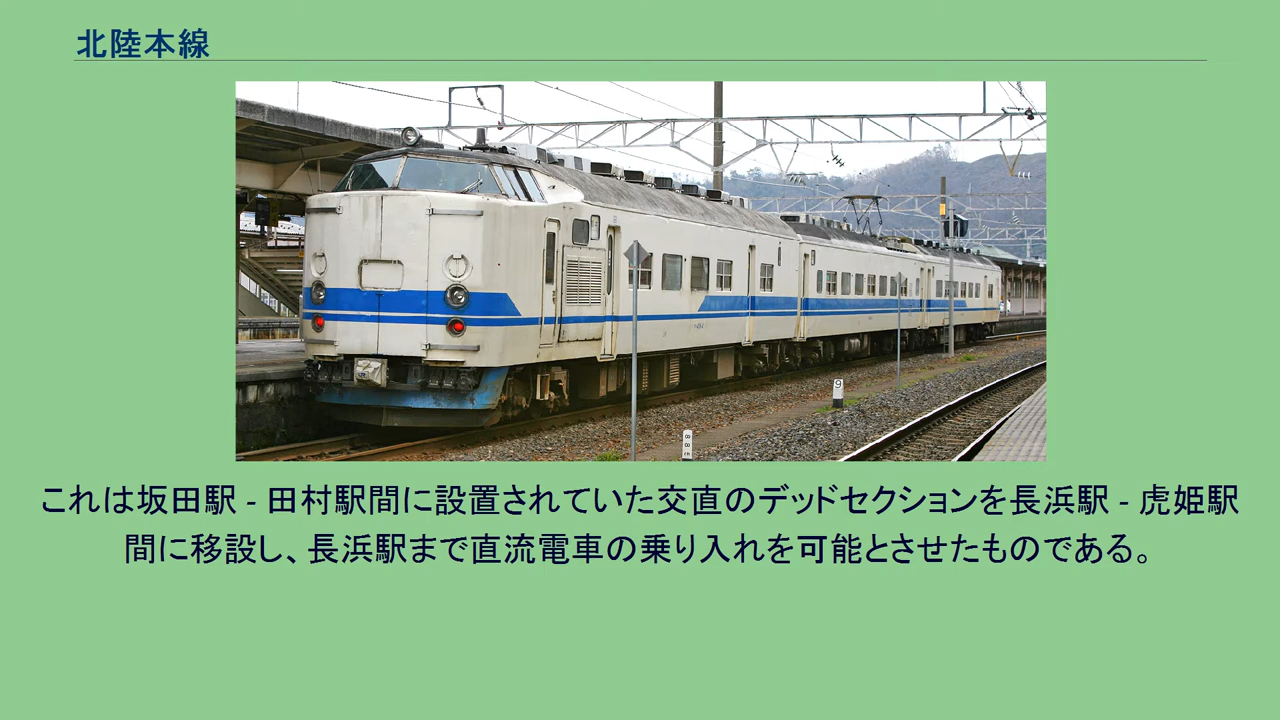 北陸本線
9
これは坂田駅 - 田村駅間に設置されていた交直のデッドセクションを長浜駅 - 虎姫駅
間に移設し、長浜駅まで直流電車の乗り入れを可能とさせたものである。